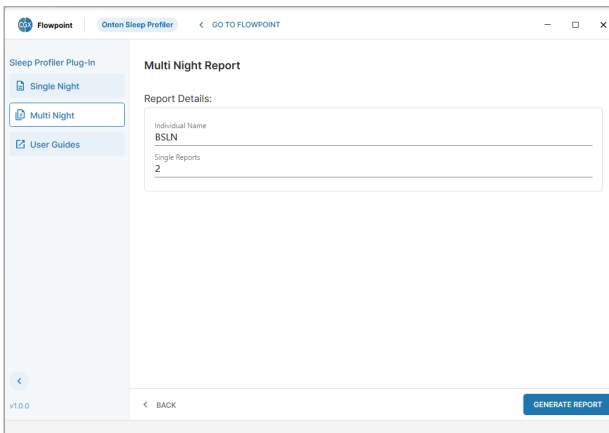 CGX Flowpoint Onton Sleep Profiler GO TO FLOWPOINT
Sleep Profiler Plug-In
Single Night
Multi Night
User Guides
Multi Night Report
Report Details:
Individual Name
BSLN
Single Reports
2
v1.0.0
BACK
GENERATE REPORT